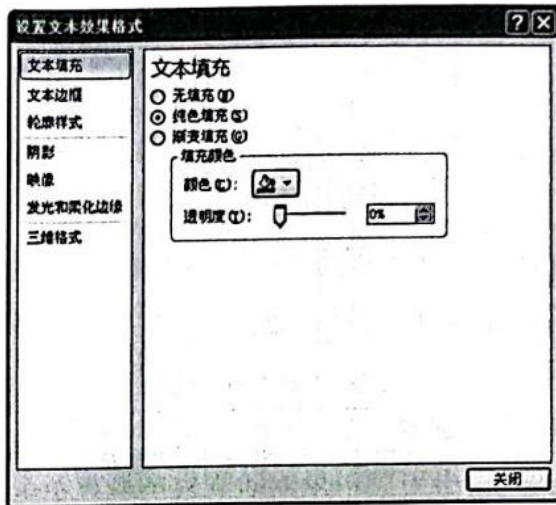 设置文本效果格式
文本填充
文本边框
轮廓样式
阴影
映像
发光和柔化边缘
三维格式
文本填充
无填充(N)
纯色填充(S)
渐变填充(G)
填充颜色
颜色(C):
透明度(T):
0%
关闭